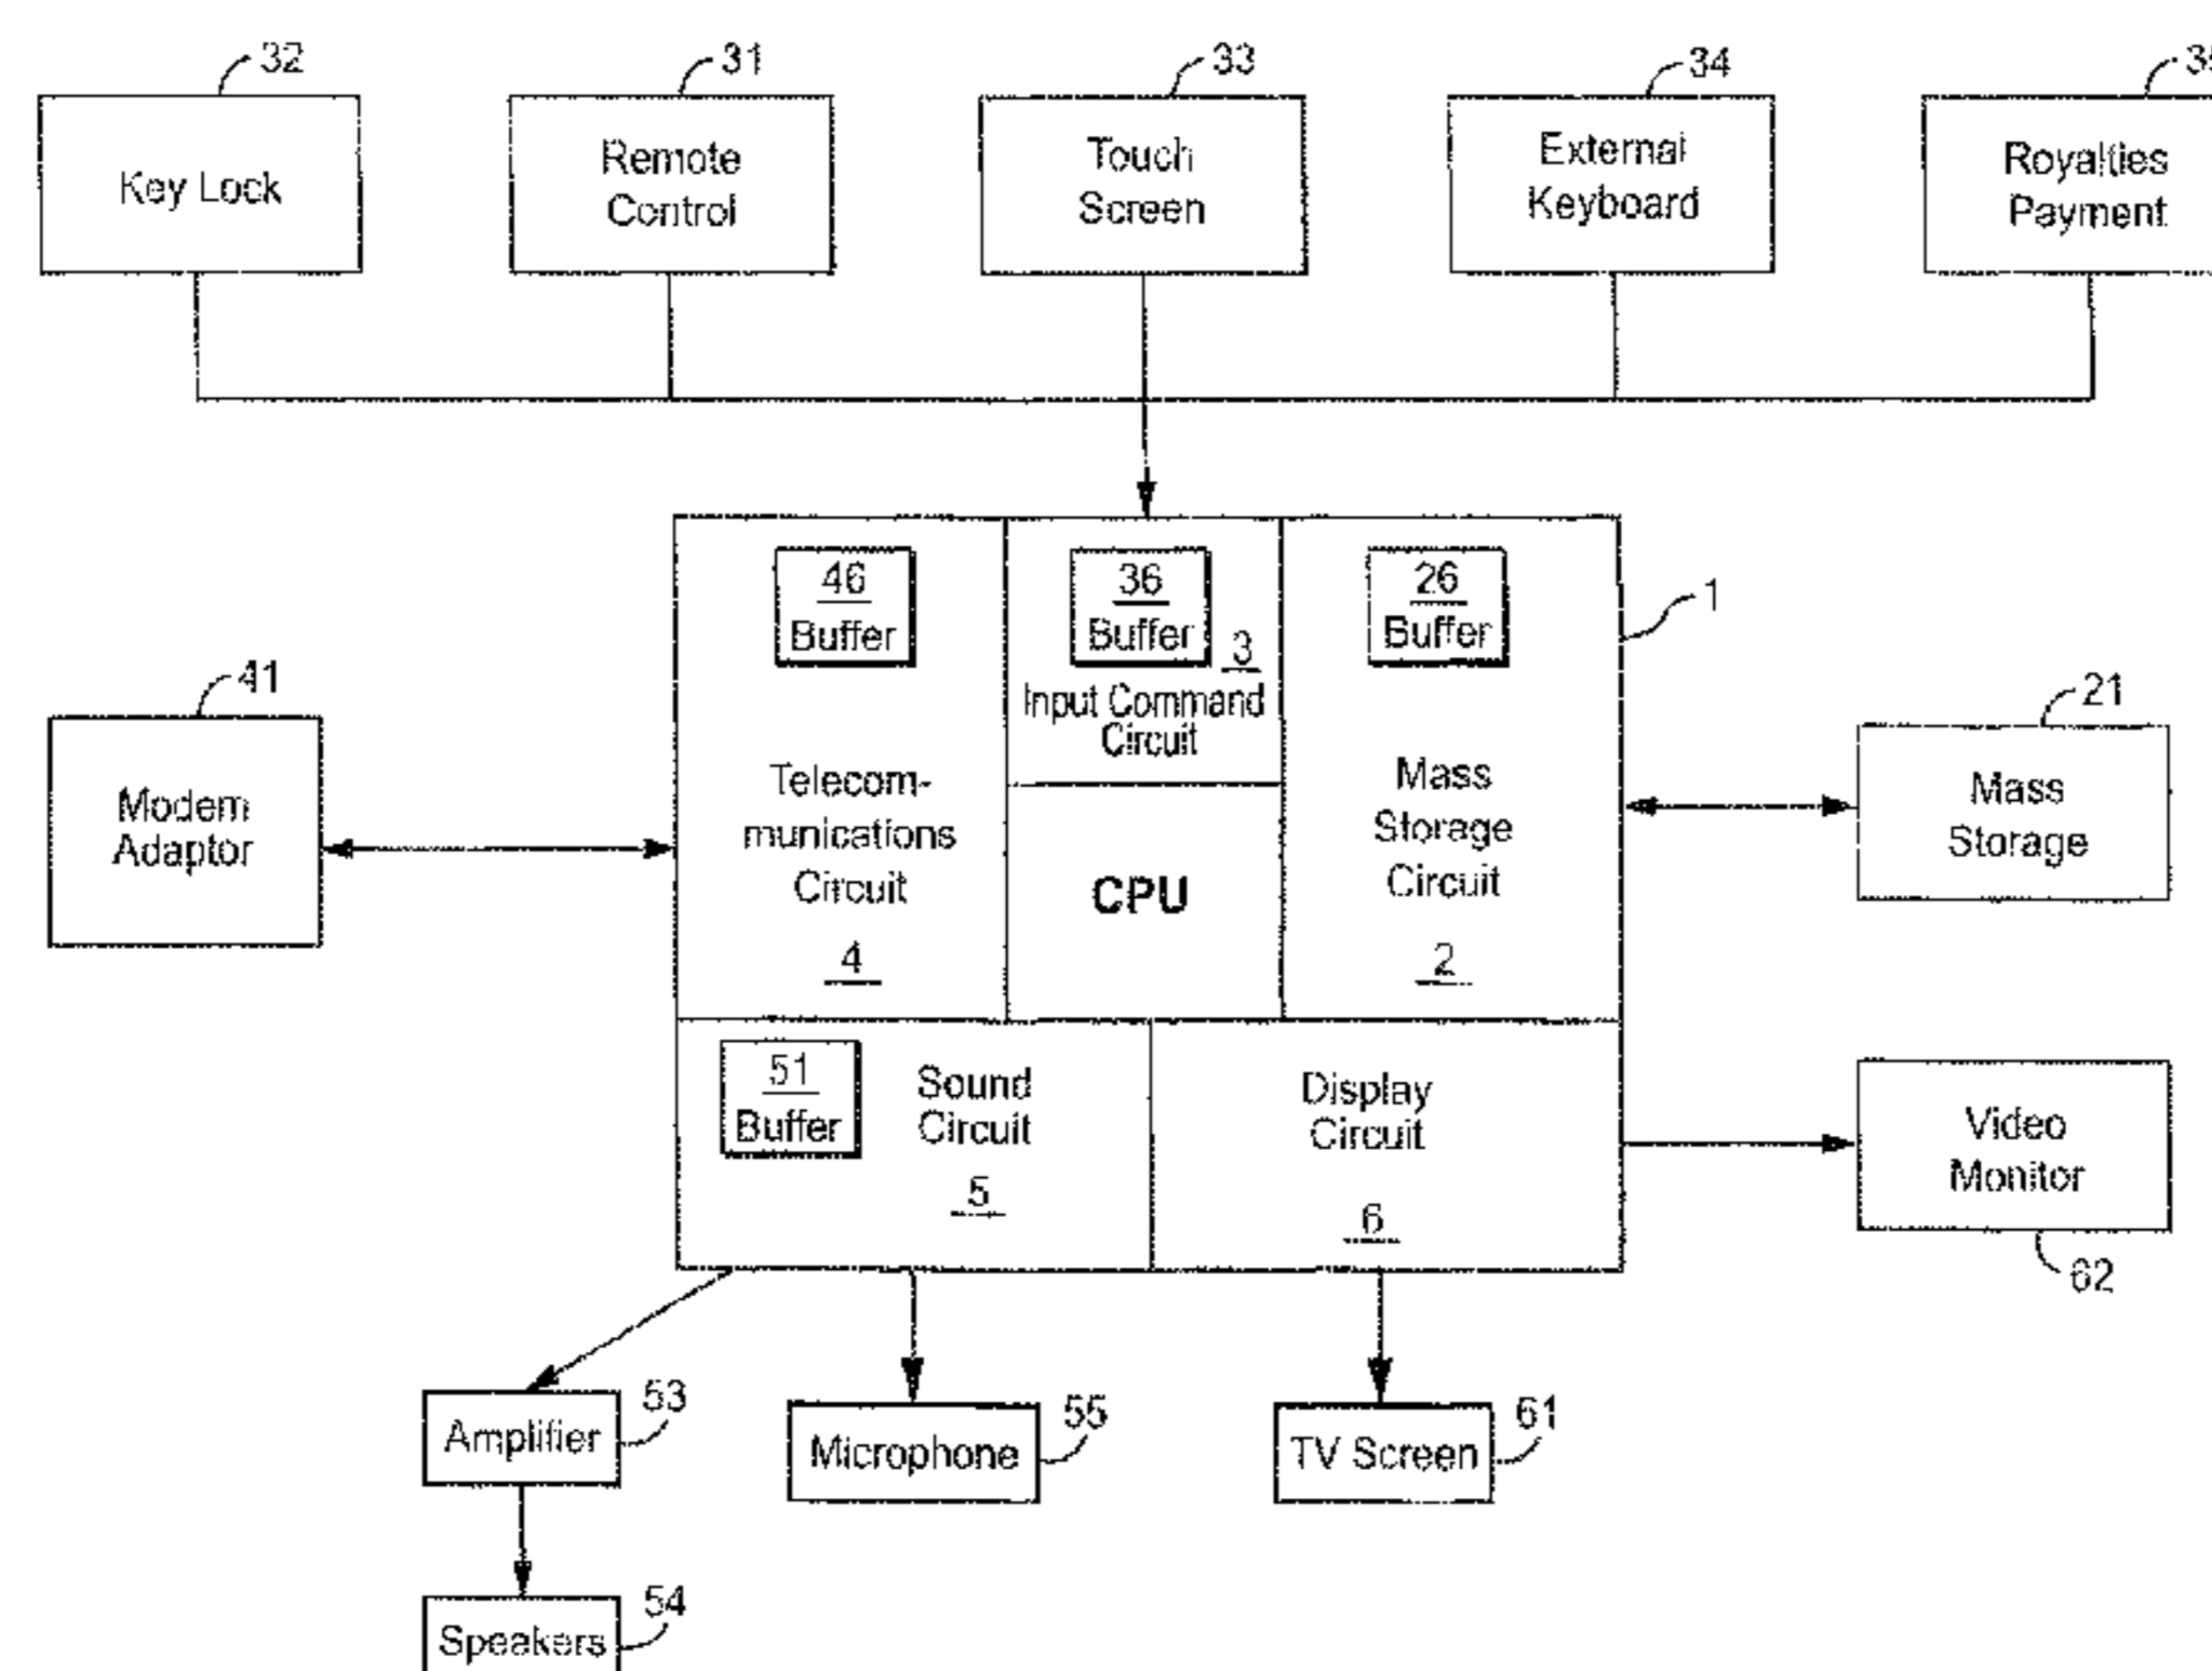 32
31
33
34
Key Lock
Remote
Control
Touch
Screen
External
Keyboard
Royalties
Payment
46
Buffer
36
Buffer
3
Input Command
Circuit
26
Buffer
1
41
Modem
Adaptor
Telecom-
munications
Circuit
4
CPU
Mass
Storage
Circuit
2
21
Mass
Storage
51
Buffer
Sound
Circuit
5
Display
Circuit
6
Video
Monitor
62
Amplifier
53
Microphone
55
TV Screen
61
Speakers
54